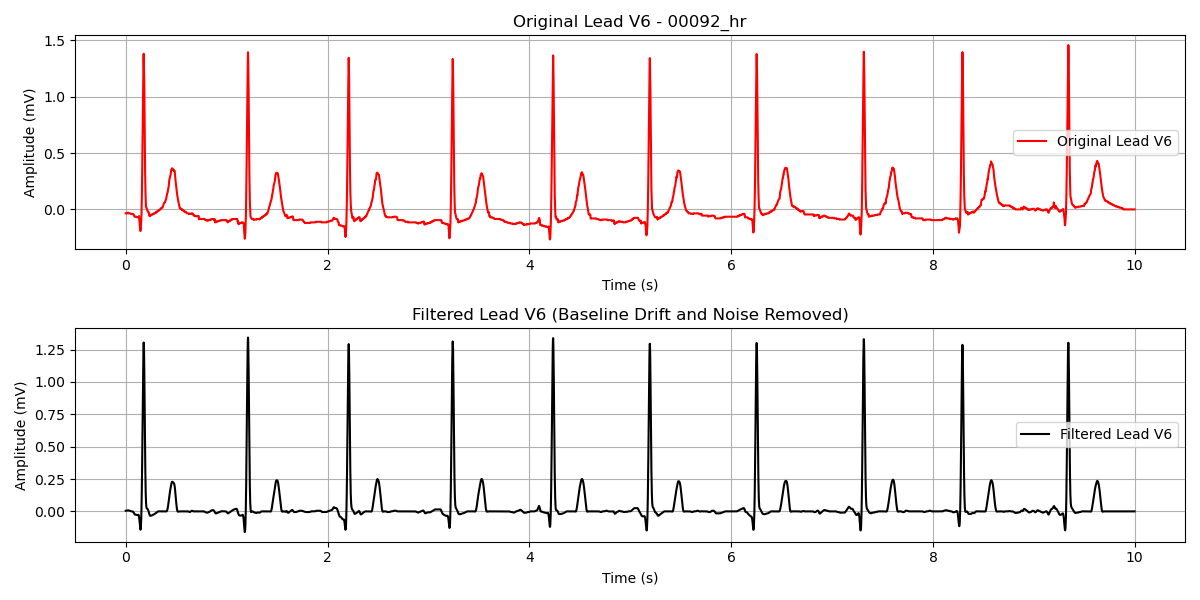 Original Lead V6 - 00092_hr
1.5
1.0
0.5
0.0
Amplitude (mV)
Original Lead V6
0 2 4 6 8 10
Time (s)
Filtered Lead V6 (Baseline Drift and Noise Removed)
1.25
1.00
0.75
0.50
0.25
0.00
Amplitude (mV)
Filtered Lead V6
0 2 4 6 8 10
Time (s)